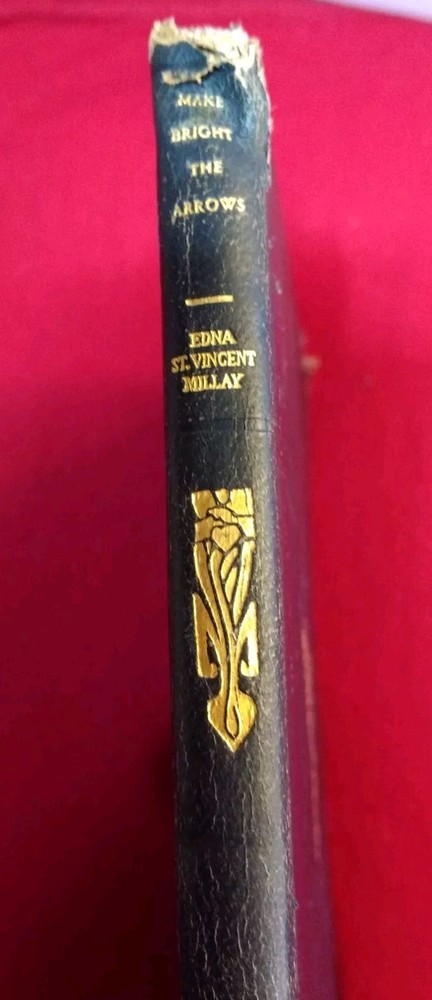 MAKE
BRIGHT
THE
ARROWS
EDNA
ST. VINCENT
MILLAY